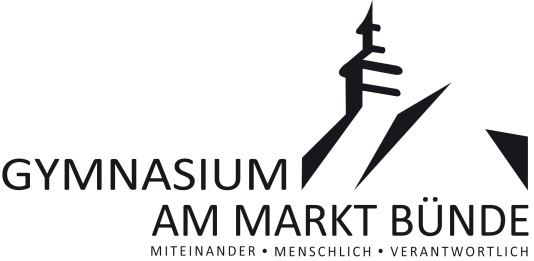 GYMNASIUM
AM MARKT BÜNDE
MITEINANDER • MENSCHLICH • VERANTWORTLICH